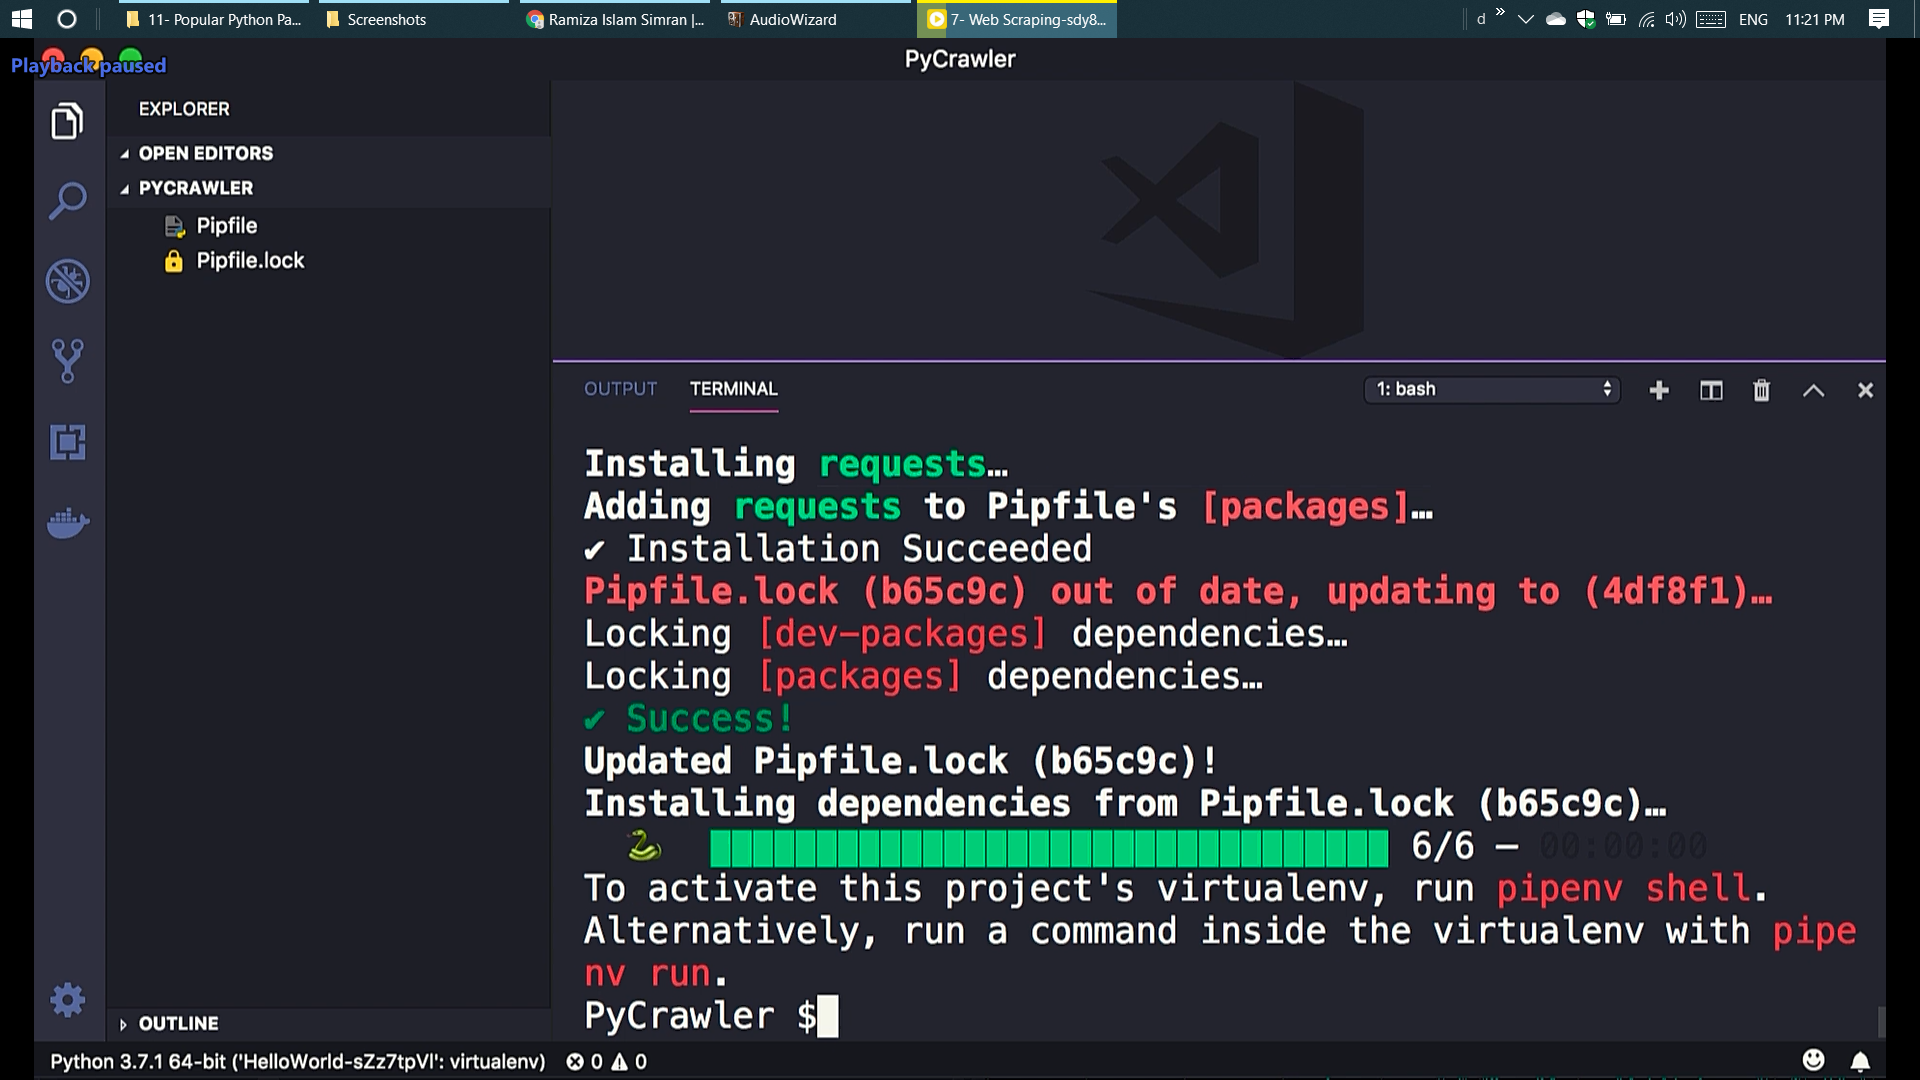 11- Popular Python Pa...
Screenshots
Ramiza Islam Simran |...
AudioWizard
7- Web Scraping-sdy8...
d
ENG
11:21 PM
Playback paused
PyCrawler
EXPLORER
OPEN EDITORS
PYCRAWLER
Pipfile
Pipfile.lock
OUTPUT
TERMINAL
1: bash
Installing requests…
Adding requests to Pipfile's [packages]…
✔ Installation Succeeded
Pipfile.lock (b65c9c) out of date, updating to (4df8f1)…
Locking [dev-packages] dependencies…
Locking [packages] dependencies…
✔ Success!
Updated Pipfile.lock (b65c9c)!
Installing dependencies from Pipfile.lock (b65c9c)…
6/6 — 00:00:00
To activate this project's virtualenv, run pipenv shell.
Alternatively, run a command inside the virtualenv with pipe
nv run.
PyCrawler $
OUTLINE
Python 3.7.1 64-bit ('HelloWorld-sZz7tpVl': virtualenv)
0
0